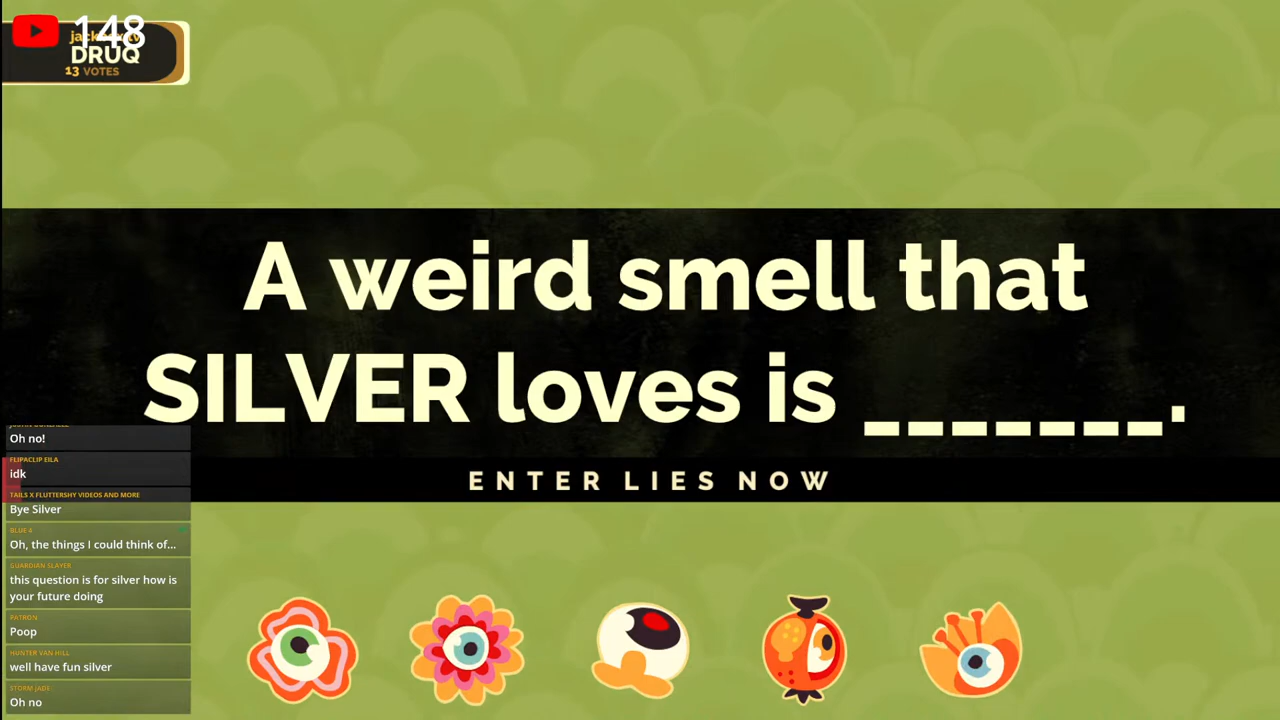 148
DRUQ
13 VOTES
A weird smell that
SILVER loves is _______.
ENTER LIES NOW
Oh no!
FLIPACLIP EILA
idk
TAILS X FLUTTERSHY VIDEOS AND MORE
Bye Silver
BLUE 4
Oh, the things I could think of...
GUARDIAN SLAYER
this question is for silver how is
your future doing
PATRON
Poop
HUNTER VAN HILL
well have fun silver
STORM JADE
Oh no